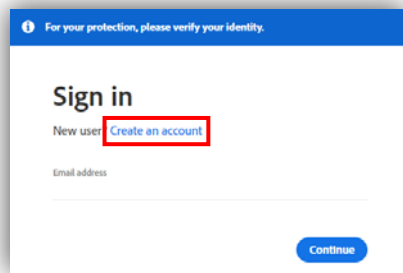 For your protection, please verify your identity.
Sign in
New user Create an account
Email address
Continue